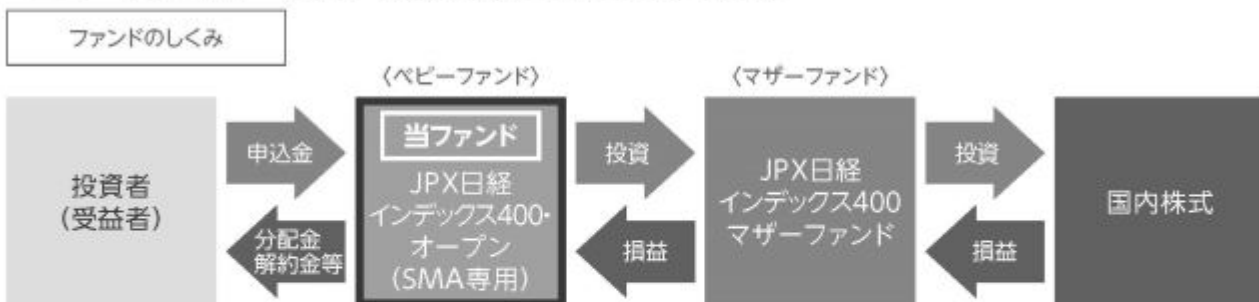 ファンドのしくみ
〈ベビーファンド〉
〈マザーファンド〉
投資者
(受益者)
申込金
分配金
解約金等
当ファンド
JPX日経
インデックス400・
オープン
(SMA専用)
投資
損益
JPX日経
インデックス400
マザーファンド
投資
損益
国内株式